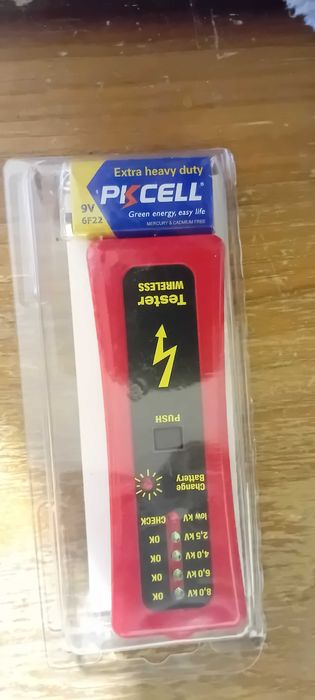 Extra heavy duty
PKCELL®
9V
6F22
Green energy, easy life
MERCURY & CADMIUM FREE
8,0 kV OK
6,0 kV OK
4,0 kV OK
2,5 kV OK
low kV CHECK
Change
Battery
PUSH
Tester
WIRELESS